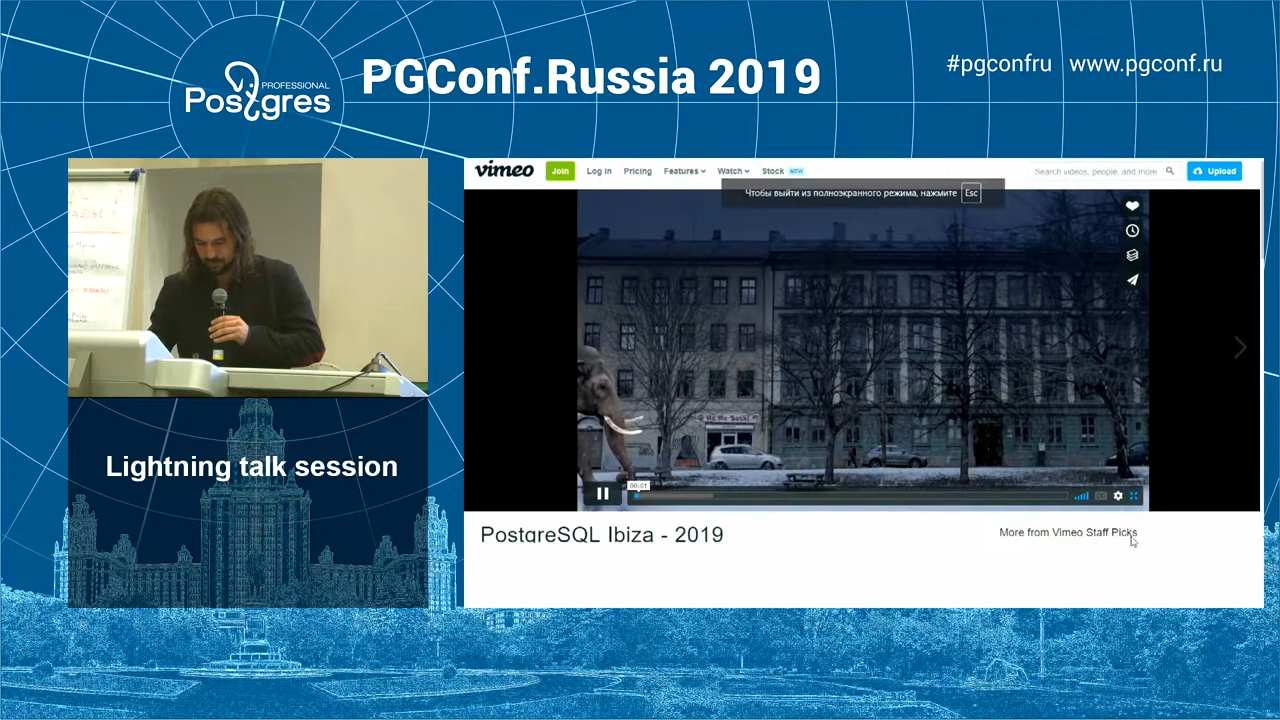 PROFESSIONAL
Postgres
PGConf.Russia 2019
#pgconfru www.pgconf.ru
vimeo Join Log in Pricing Features Watch Stock NEW Search videos, people, and more Upload
Чтобы выйти из полноэкранного режима, нажмите Esc
00:01
CC
PostgreSQL Ibiza - 2019
More from Vimeo Staff Picks
Lightning talk session